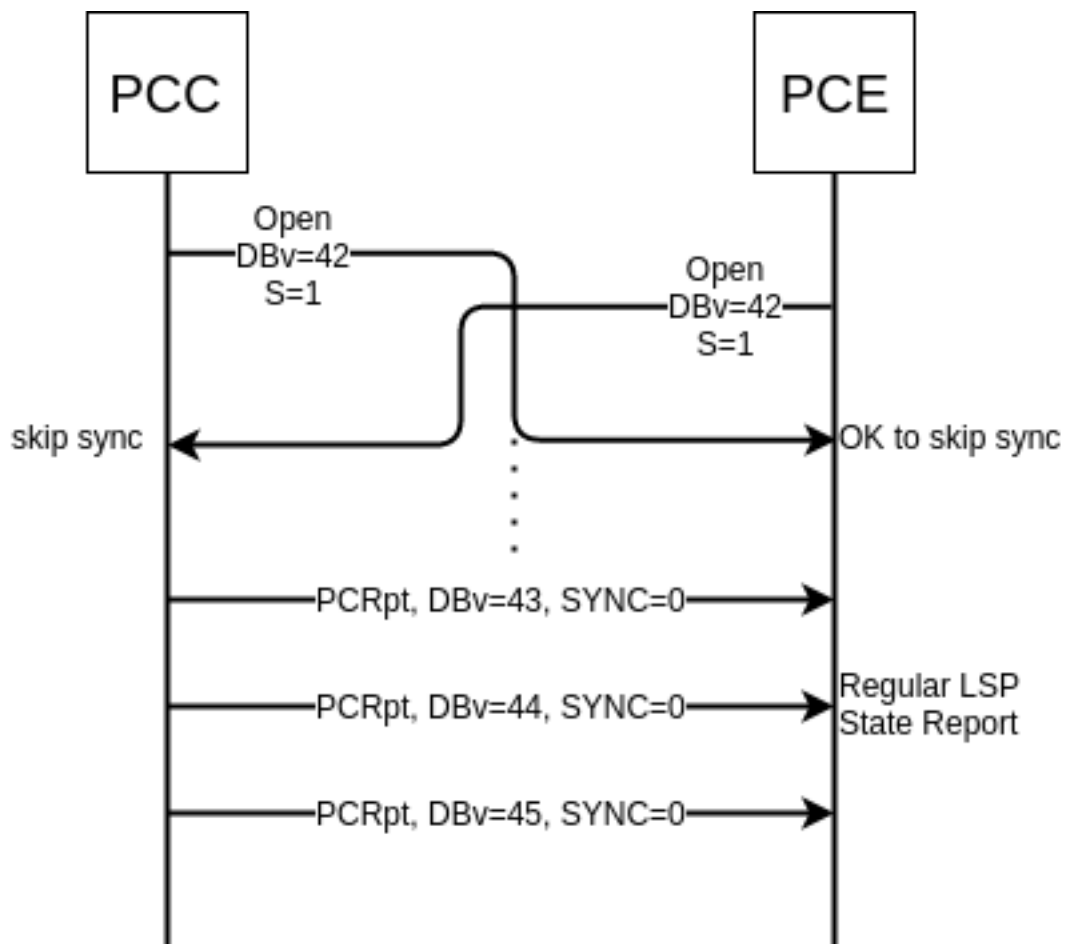 PCC
PCE
Open
DBv=42
S=1
Open
DBv=42
S=1
skip sync
OK to skip sync
PCRpt, DBv=43, SYNC=0
PCRpt, DBv=44, SYNC=0
Regular LSP
State Report
PCRpt, DBv=45, SYNC=0